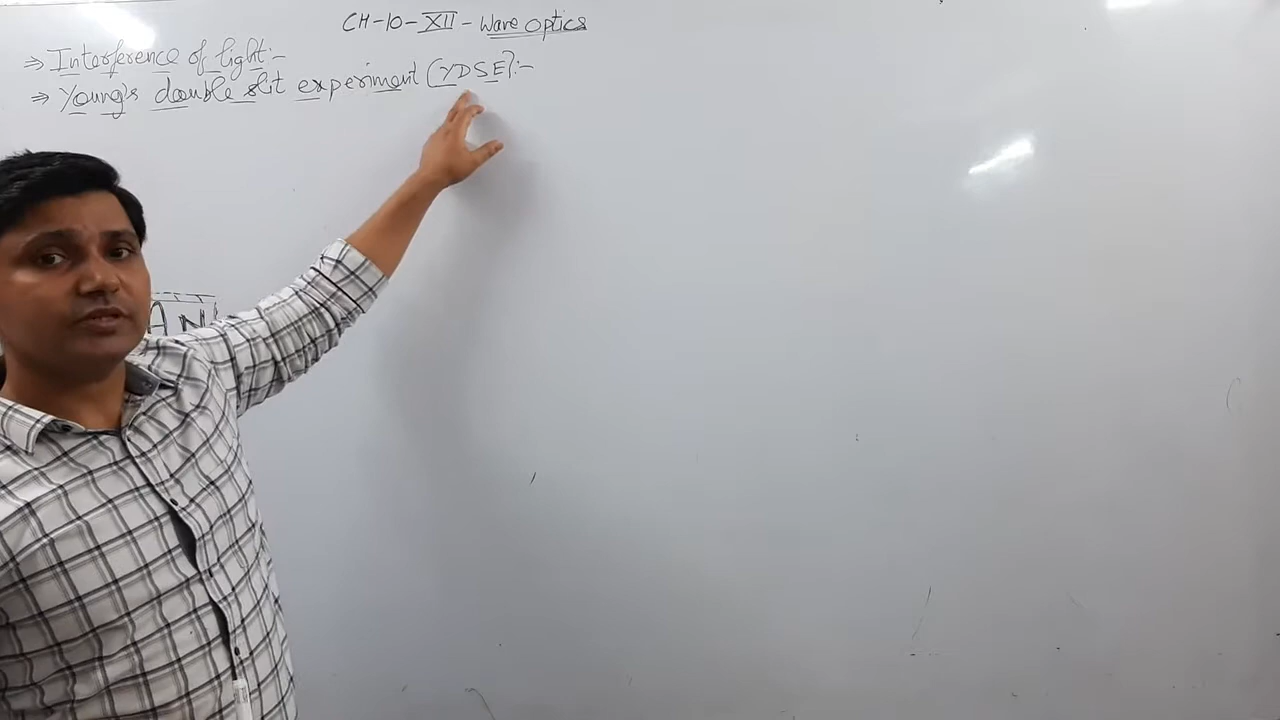 CH-10-XII-Wave optics
⇒ Interference of light:-
⇒ Young's double slit experiment (YDSE):-